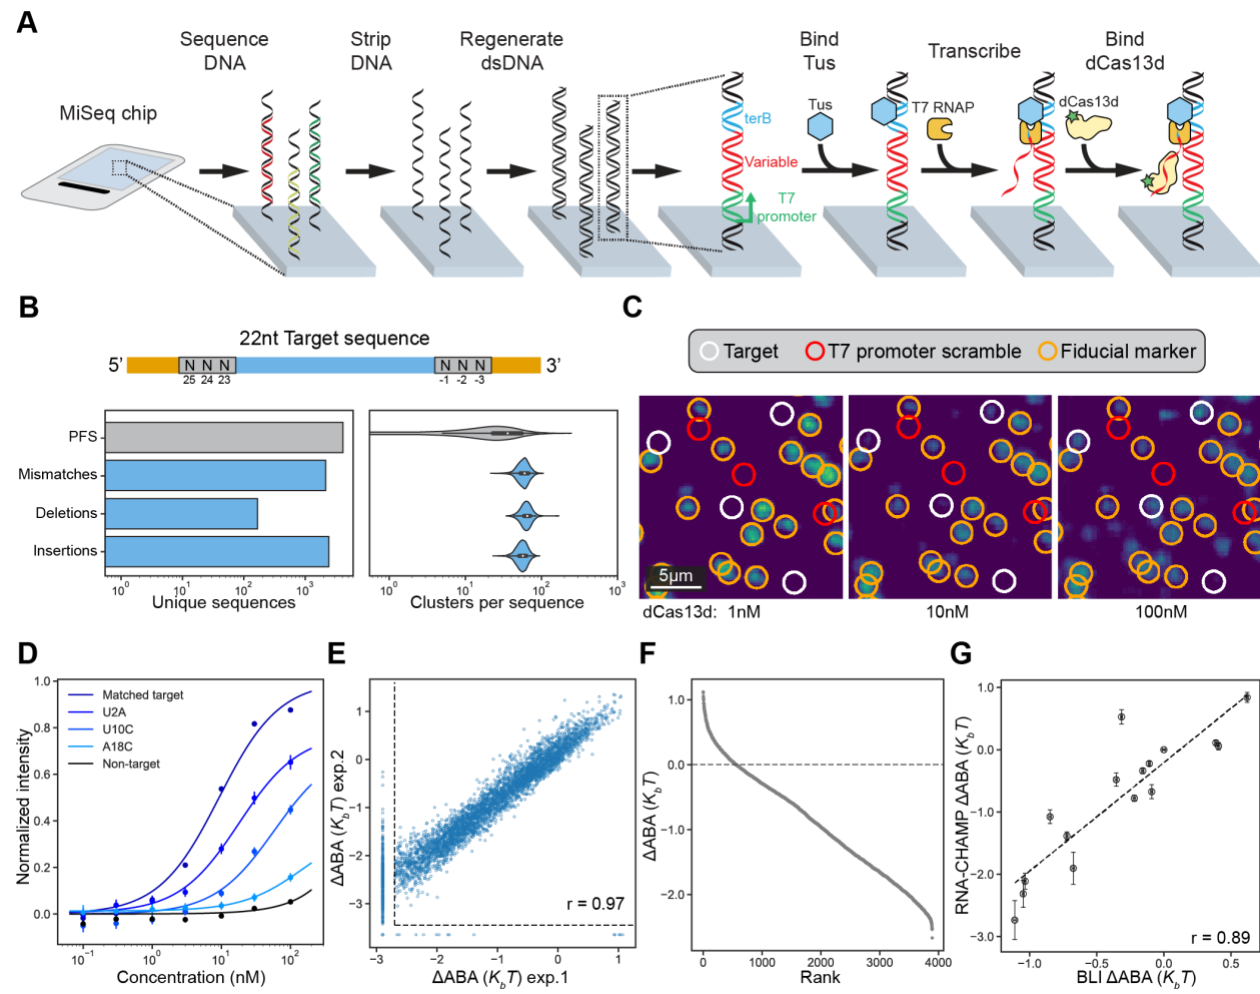 A
Sequence
DNA
Strip
DNA
Regenerate
dsDNA
Bind
Tus
Transcribe
Bind
dCas13d
MiSeq chip
terB
Variable
T7
promoter
Tus
T7 RNAP
dCas13d
B
22nt Target sequence
5’
N N N
25 24 23
N N N
-1 -2 -3
3’
PFS
Mismatches
Deletions
Insertions
10⁰ 10¹ 10² 10³
Unique sequences
10⁰ 10¹ 10² 10³
Clusters per sequence
C
Target
T7 promoter scramble
Fiducial marker
5µm
dCas13d: 1nM
10nM
100nM
D
1.0
0.8
0.6
0.4
0.2
0.0
Normalized intensity
Matched target
U2A
U10C
A18C
Non-target
10⁻¹ 10⁰ 10¹ 10²
Concentration (nM)
E
1
0
−1
−2
−3
ΔABA (KbT) exp.2
r = 0.97
−3 −2 −1 0 1
ΔABA (KbT) exp.1
F
1.0
0.0
−1.0
−2.0
ΔABA (KbT)
0 1000 2000 3000 4000
Rank
G
1.0
0.0
−1.0
−2.0
−3.0
RNA-CHAMP ΔABA (KbT)
r = 0.89
−1.0 −0.5 0.0 0.5
BLI ΔABA (KbT)